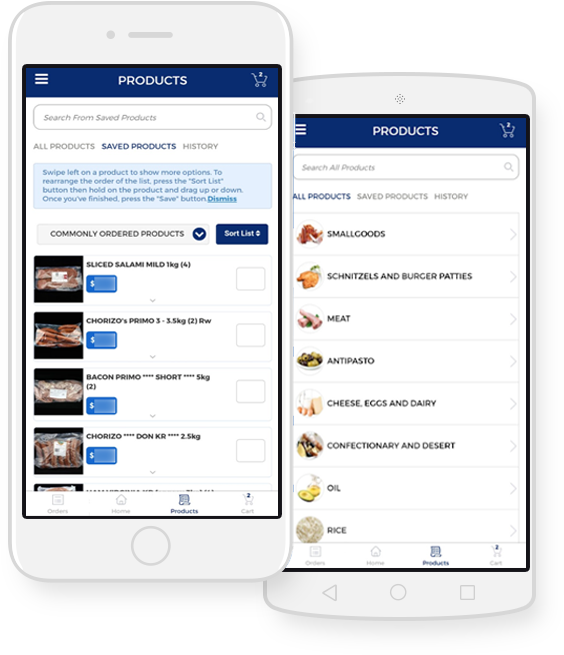 PRODUCTS
2
Search From Saved Products
ALL PRODUCTS SAVED PRODUCTS HISTORY
Swipe left on a product to show more options. To
rearrange the order of the list, press the "Sort List"
button then hold on the product and drag up or down.
Once you've finished, press the "Save" button.Dismiss
COMMONLY ORDERED PRODUCTS
Sort List
SLICED SALAMI MILD 1kg (4)
$
CHORIZO's PRIMO 3 - 3.5kg (2) Rw
$
BACON PRIMO **** SHORT **** 5kg
(2)
$
CHORIZO **** DON KR **** 2.5kg
$
Orders Home Products 2 Cart
PRODUCTS
2
Search All Products
ALL PRODUCTS SAVED PRODUCTS HISTORY
SMALLGOODS
SCHNITZELS AND BURGER PATTIES
MEAT
ANTIPASTO
CHEESE, EGGS AND DAIRY
CONFECTIONARY AND DESERT
OIL
RICE
Orders Home Products 2 Cart